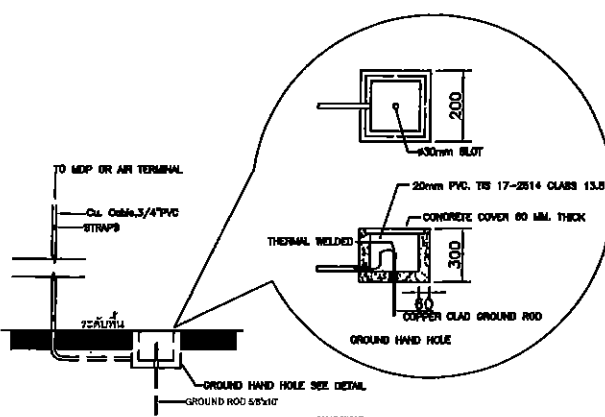 200
ø30mm SLOT
TO MDP OR AIR TERMINAL
20mm PVC. TIS 17-2514 CLASS 13.5
Cu. Cable,3/4"PVC
STRAPS
CONCRETE COVER 60 MM. THICK
THERMAL WELDED
300
60
COPPER CLAD GROUND ROD
ระดับพื้น
GROUND HAND HOLE
GROUND HAND HOLE SEE DETAIL
GROUND ROD 5/8"x10'